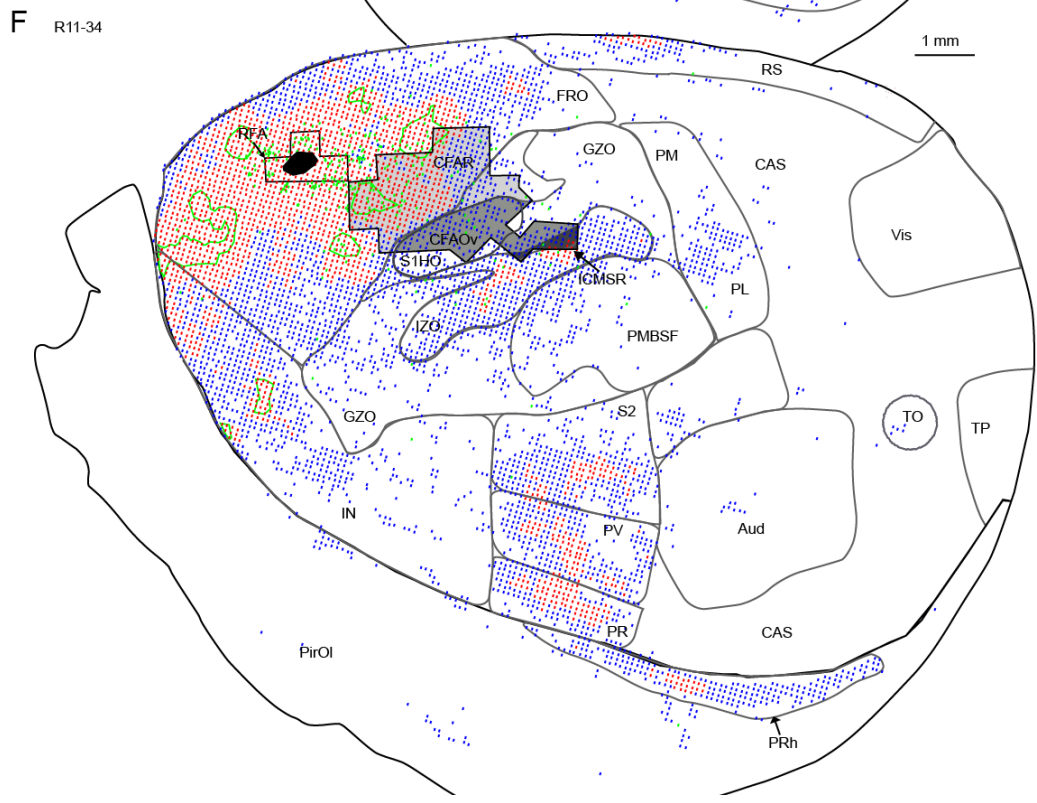 F R11-34
1 mm
RS
FRO
RFA
GZO
PM
CAS
CFAR
Vis
CFAOv
S1HO
ICMSR
PL
IZO
PMBSF
GZO
S2
TO
TP
IN
PV
Aud
PR
CAS
PirOl
PRh